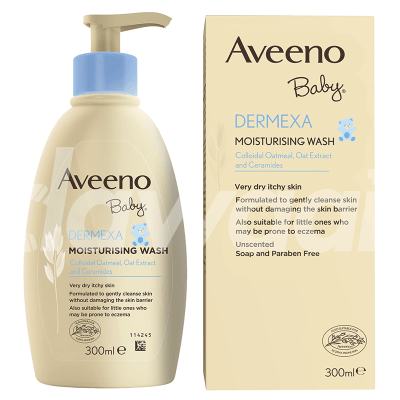 Aveeno
Baby®
DERMEXA
MOISTURISING WASH
Colloidal Oatmeal, Oat Extract
and Ceramides
Very dry itchy skin
Formulated to gently cleanse skin
without damaging the skin barrier
Also suitable for little ones who
may be prone to eczema
114245
300ml e
Aveeno
Baby®
DERMEXA
MOISTURISING WASH
Colloidal Oatmeal, Oat Extract
and Ceramides
Very dry itchy skin
Formulated to gently cleanse skin
without damaging the skin barrier
Also suitable for little ones who
may be prone to eczema
Unscented
Soap and Paraben Free
300ml e